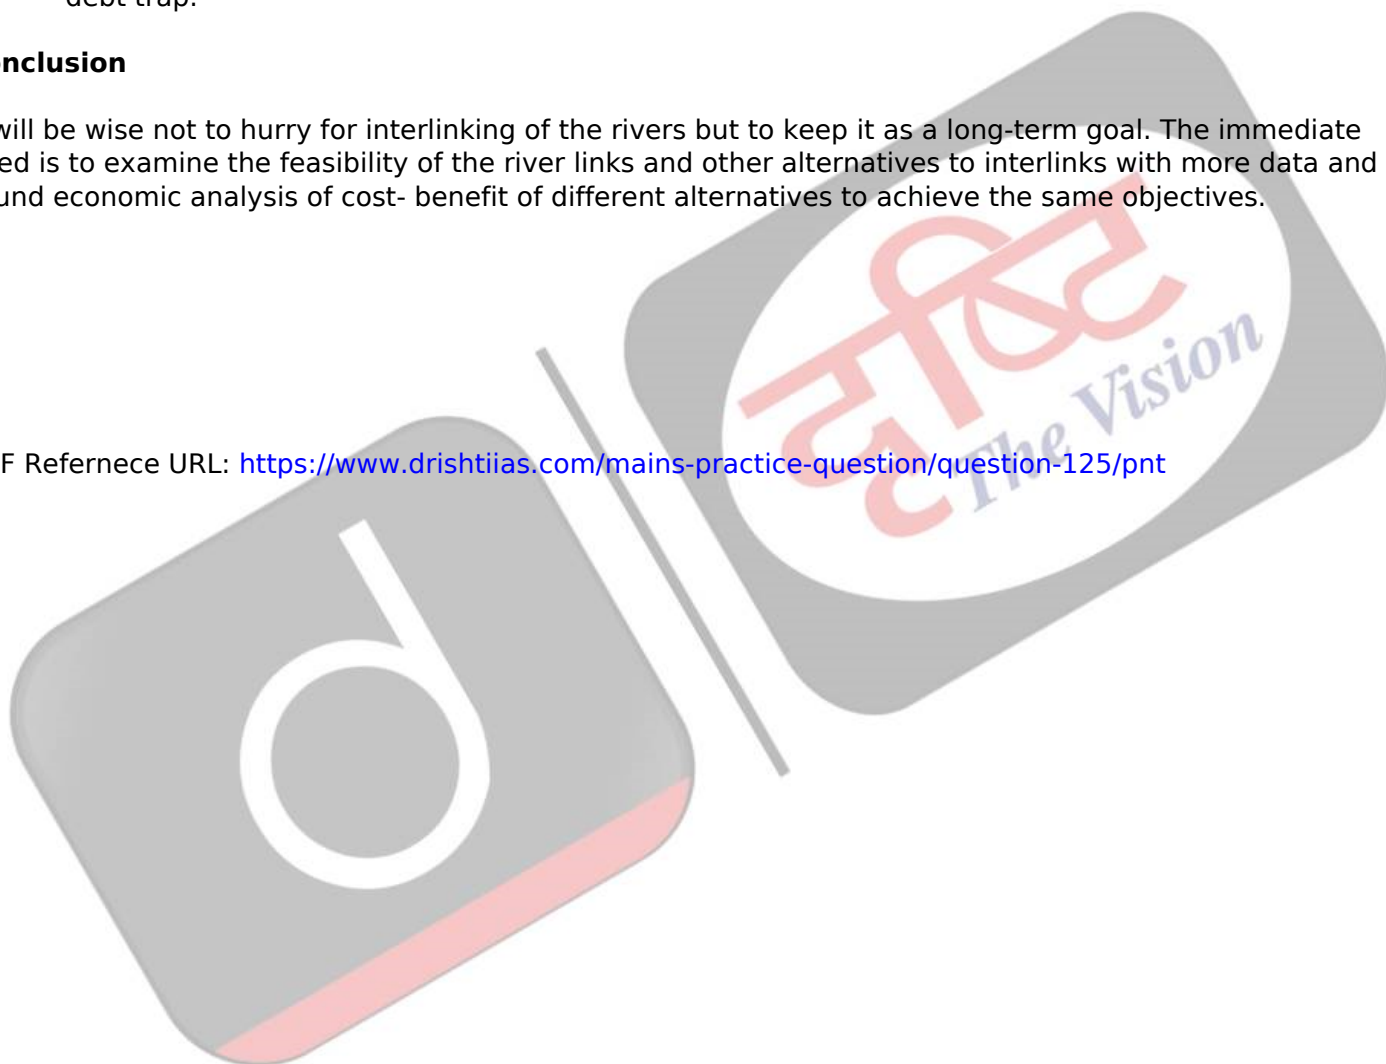 debt trap.
nclusion
will be wise not to hurry for interlinking of the rivers but to keep it as a long-term goal. The immediate
ed is to examine the feasibility of the river links and other alternatives to interlinks with more data and
und economic analysis of cost- benefit of different alternatives to achieve the same objectives.
दृष्टि
The Vision
F Refernece URL: https://www.drishtiias.com/mains-practice-question/question-125/pnt
d